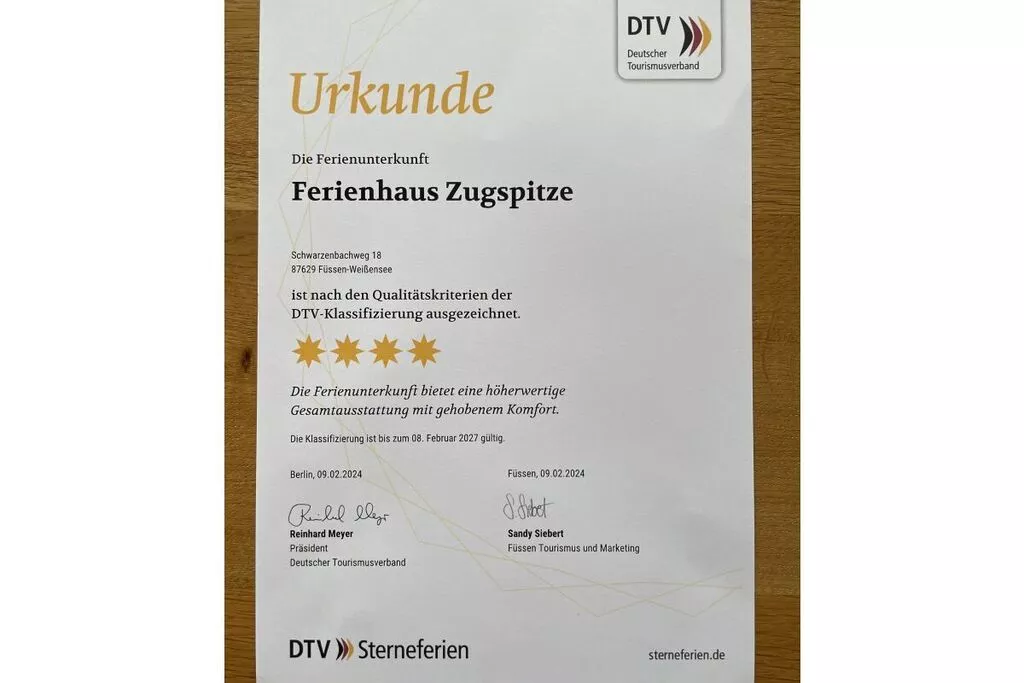 DTV
Deutscher
Tourismusverband
Urkunde
Die Ferienunterkunft
Ferienhaus Zugspitze
Schwarzenbachweg 18
87629 Füssen-Weißensee
ist nach den Qualitätskriterien der
DTV-Klassifizierung ausgezeichnet.
Die Ferienunterkunft bietet eine höherwertige
Gesamtausstattung mit gehobenem Komfort.
Die Klassifizierung ist bis zum 08. Februar 2027 gültig.
Berlin, 09.02.2024
Füssen, 09.02.2024
Reinhard Meyer
S. Siebert
Reinhard Meyer
Sandy Siebert
Präsident
Füssen Tourismus und Marketing
Deutscher Tourismusverband
DTV Sterneferien
sterneferien.de